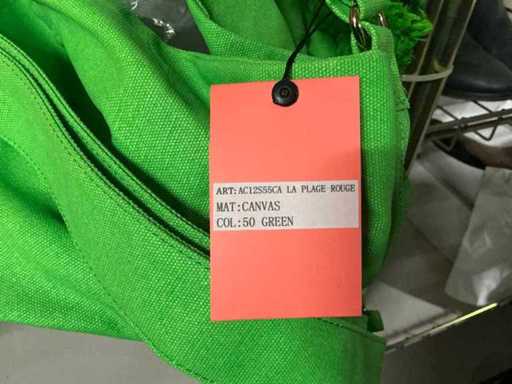 ART:AC12S55CA LA PLAGE ROUGE
MAT:CANVAS
COL:50 GREEN